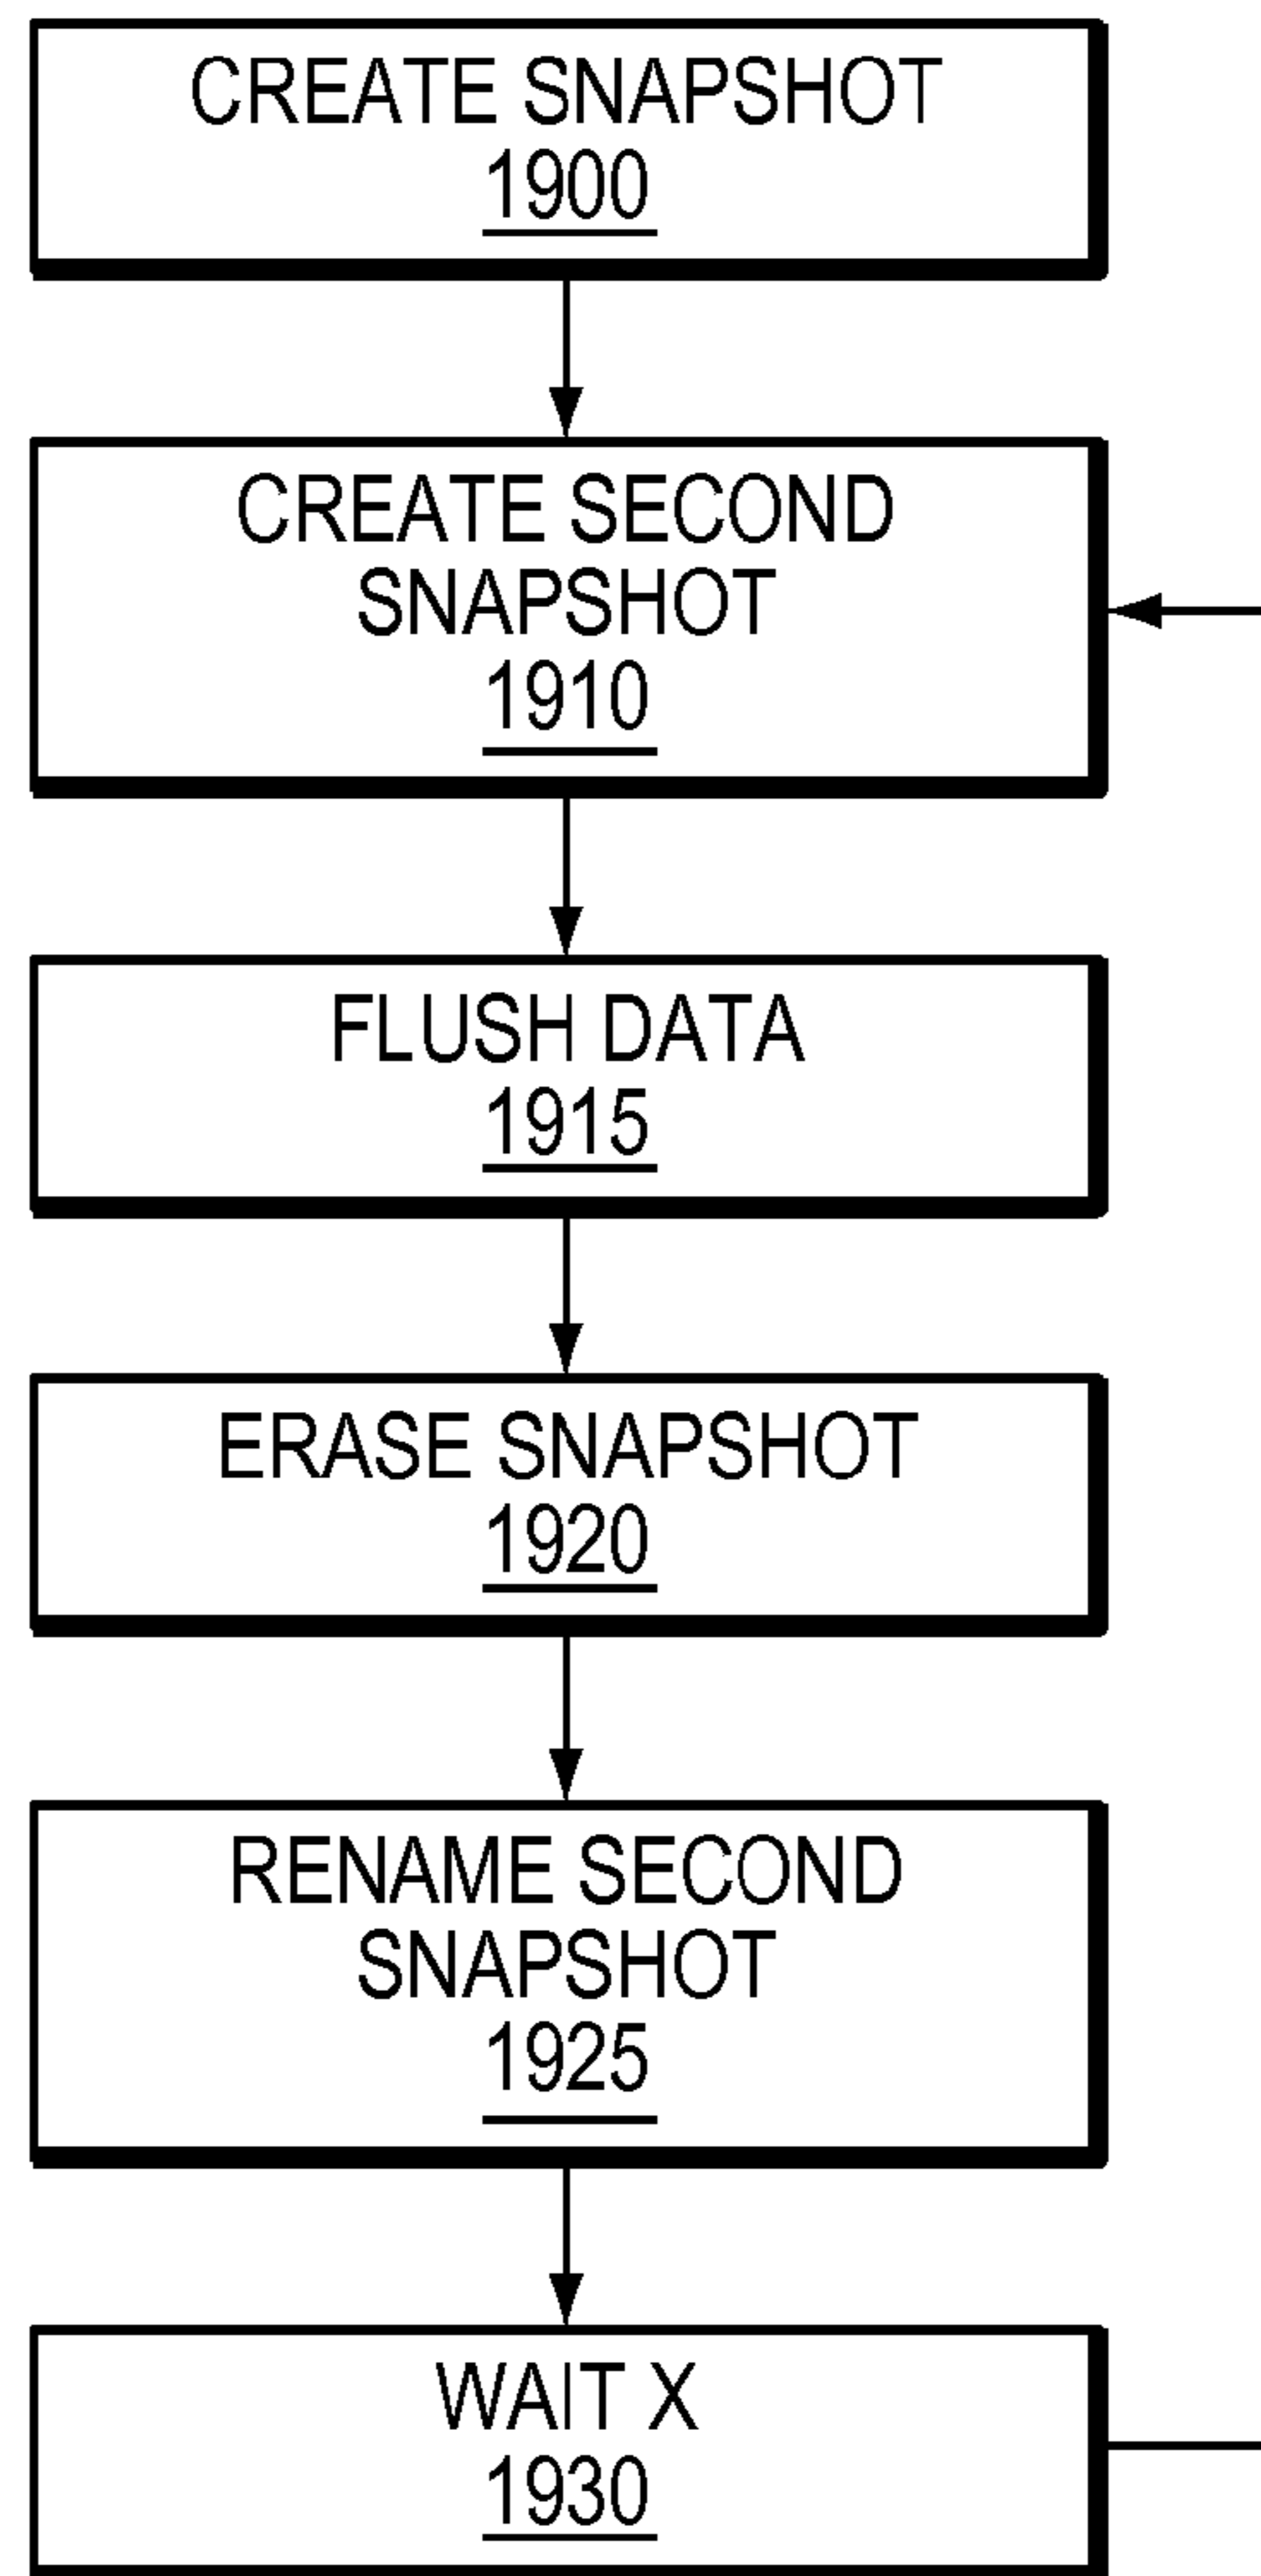 CREATE SNAPSHOT
1900
CREATE SECOND
SNAPSHOT
1910
FLUSH DATA
1915
ERASE SNAPSHOT
1920
RENAME SECOND
SNAPSHOT
1925
WAIT X
1930